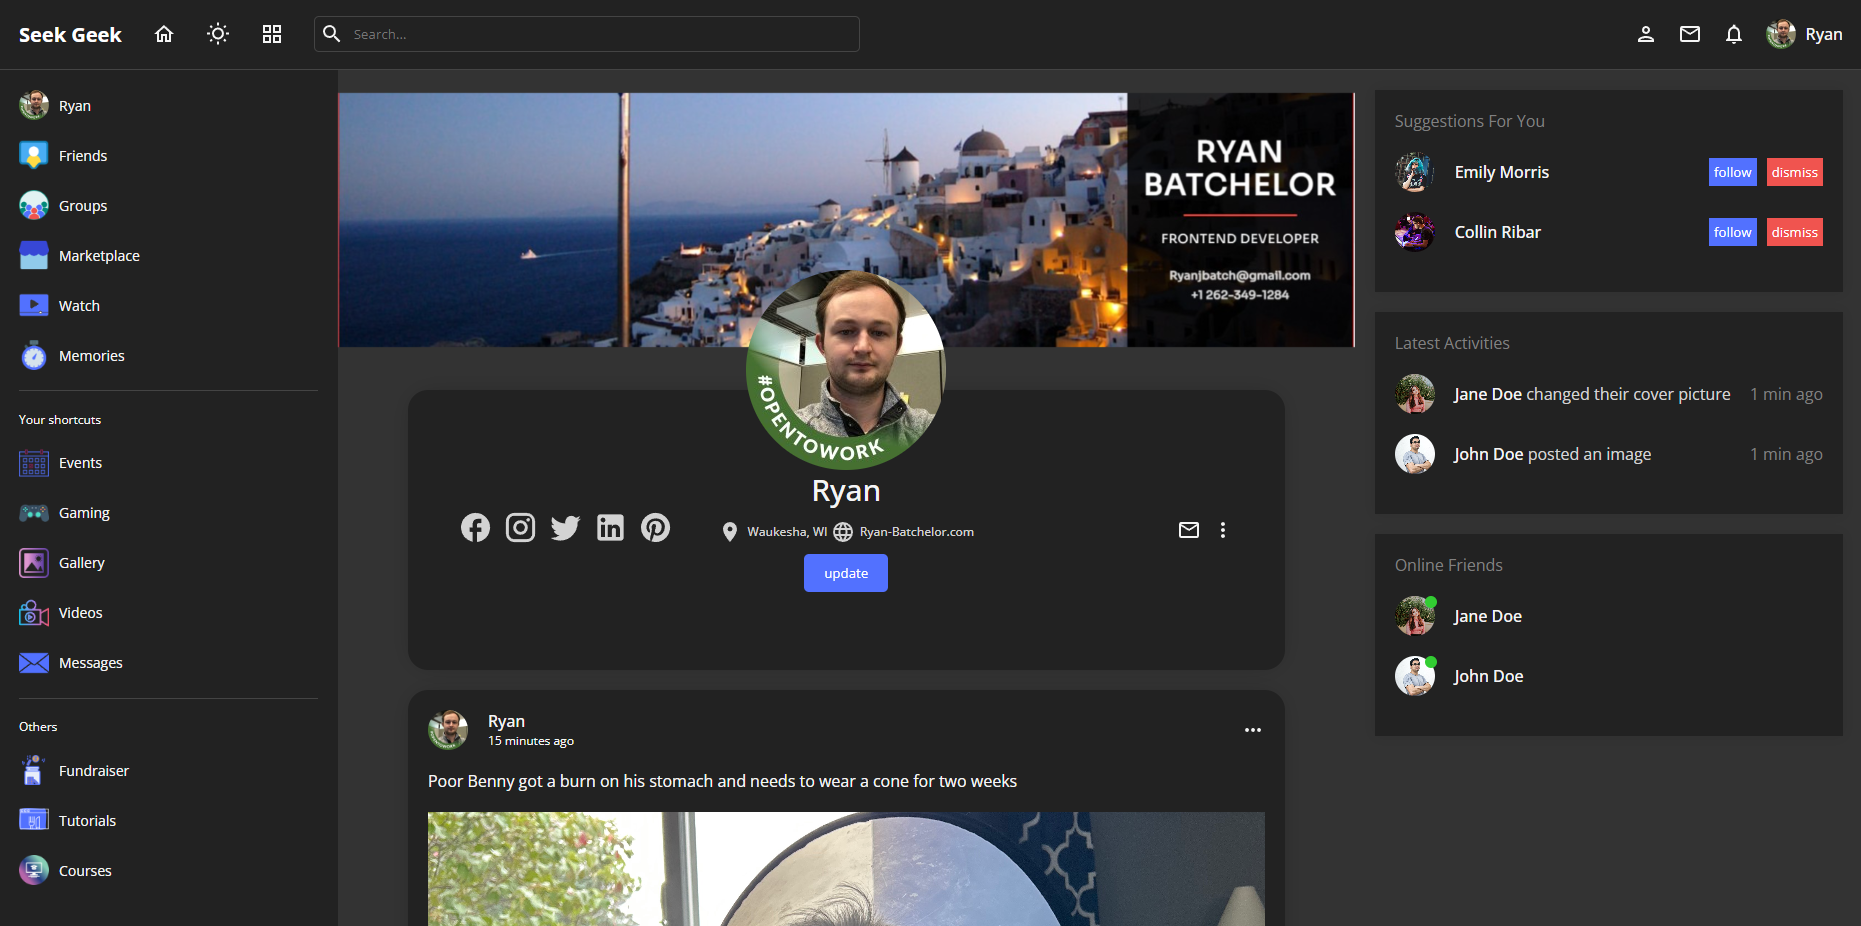 Seek Geek
Search...
Ryan
Ryan
Friends
Groups
Marketplace
Watch
Memories
Your shortcuts
Events
Gaming
Gallery
Videos
Messages
Others
Fundraiser
Tutorials
Courses
RYAN
BATCHELOR
FRONTEND DEVELOPER
Ryanjbatch@gmail.com
+1 262-349-1284
#OPENTOWORK
Ryan
Waukesha, WI Ryan-Batchelor.com
update
Ryan
15 minutes ago
Poor Benny got a burn on his stomach and needs to wear a cone for two weeks
Suggestions For You
Emily Morris follow dismiss
Collin Ribar follow dismiss
Latest Activities
Jane Doe changed their cover picture 1 min ago
John Doe posted an image 1 min ago
Online Friends
Jane Doe
John Doe